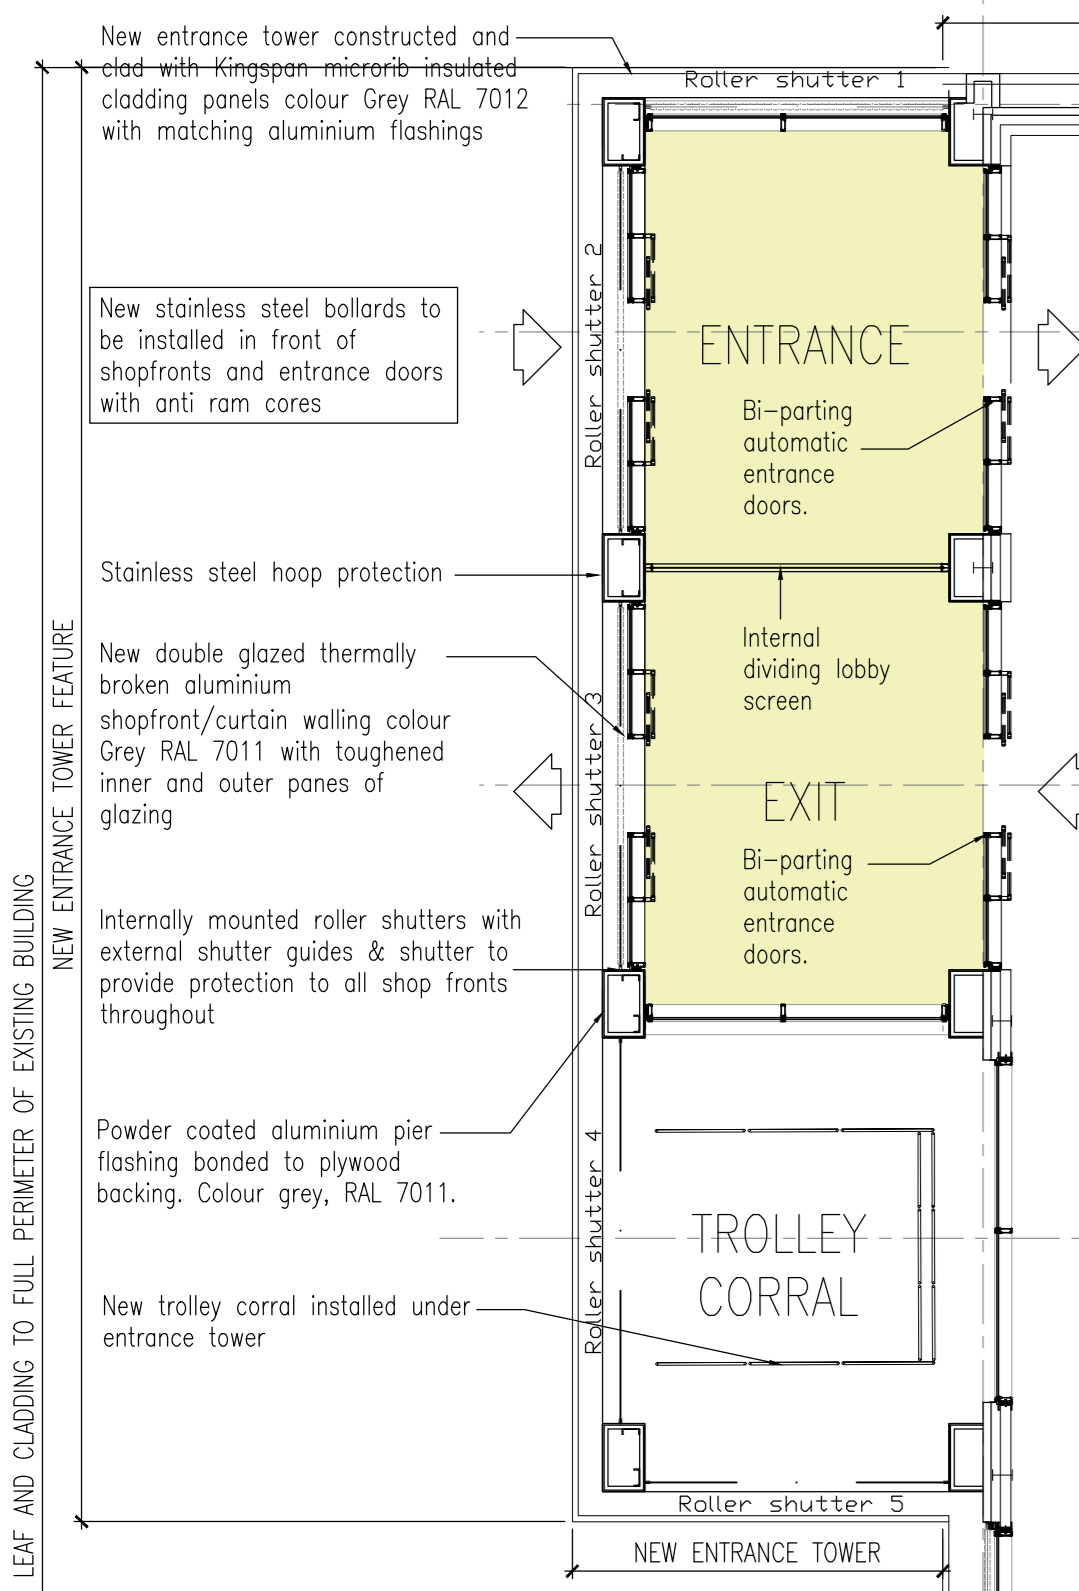 New entrance tower constructed and
clad with Kingspan microrib insulated
cladding panels colour Grey RAL 7012
with matching aluminium flashings
Roller shutter 1
New stainless steel bollards to
be installed in front of
shopfronts and entrance doors
with anti ram cores
Roller shutter 2
ENTRANCE
Bi-parting
automatic
entrance
doors.
Stainless steel hoop protection
Internal
dividing lobby
screen
New double glazed thermally
broken aluminium
shopfront/curtain walling colour
Grey RAL 7011 with toughened
inner and outer panes of
glazing
Roller shutter 3
EXIT
Bi-parting
automatic
entrance
doors.
Internally mounted roller shutters with
external shutter guides & shutter to
provide protection to all shop fronts
throughout
Powder coated aluminium pier
flashing bonded to plywood
backing. Colour grey, RAL 7011.
Roller shutter 4
TROLLEY
CORRAL
New trolley corral installed under
entrance tower
Roller shutter 5
NEW ENTRANCE TOWER
NEW ENTRANCE TOWER FEATURE
LEAF AND CLADDING TO FULL PERIMETER OF EXISTING BUILDING